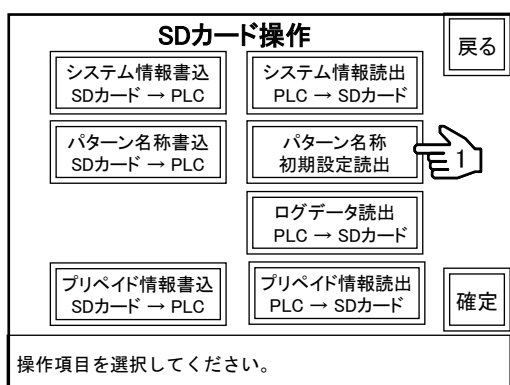 SDカード操作
戻る
システム情報書込
SDカード → PLC
システム情報読出
PLC → SDカード
パターン名称書込
SDカード → PLC
パターン名称
初期設定読出
1
ログデータ読出
PLC → SDカード
プリペイド情報書込
SDカード → PLC
プリペイド情報読出
PLC → SDカード
確定
操作項目を選択してください。